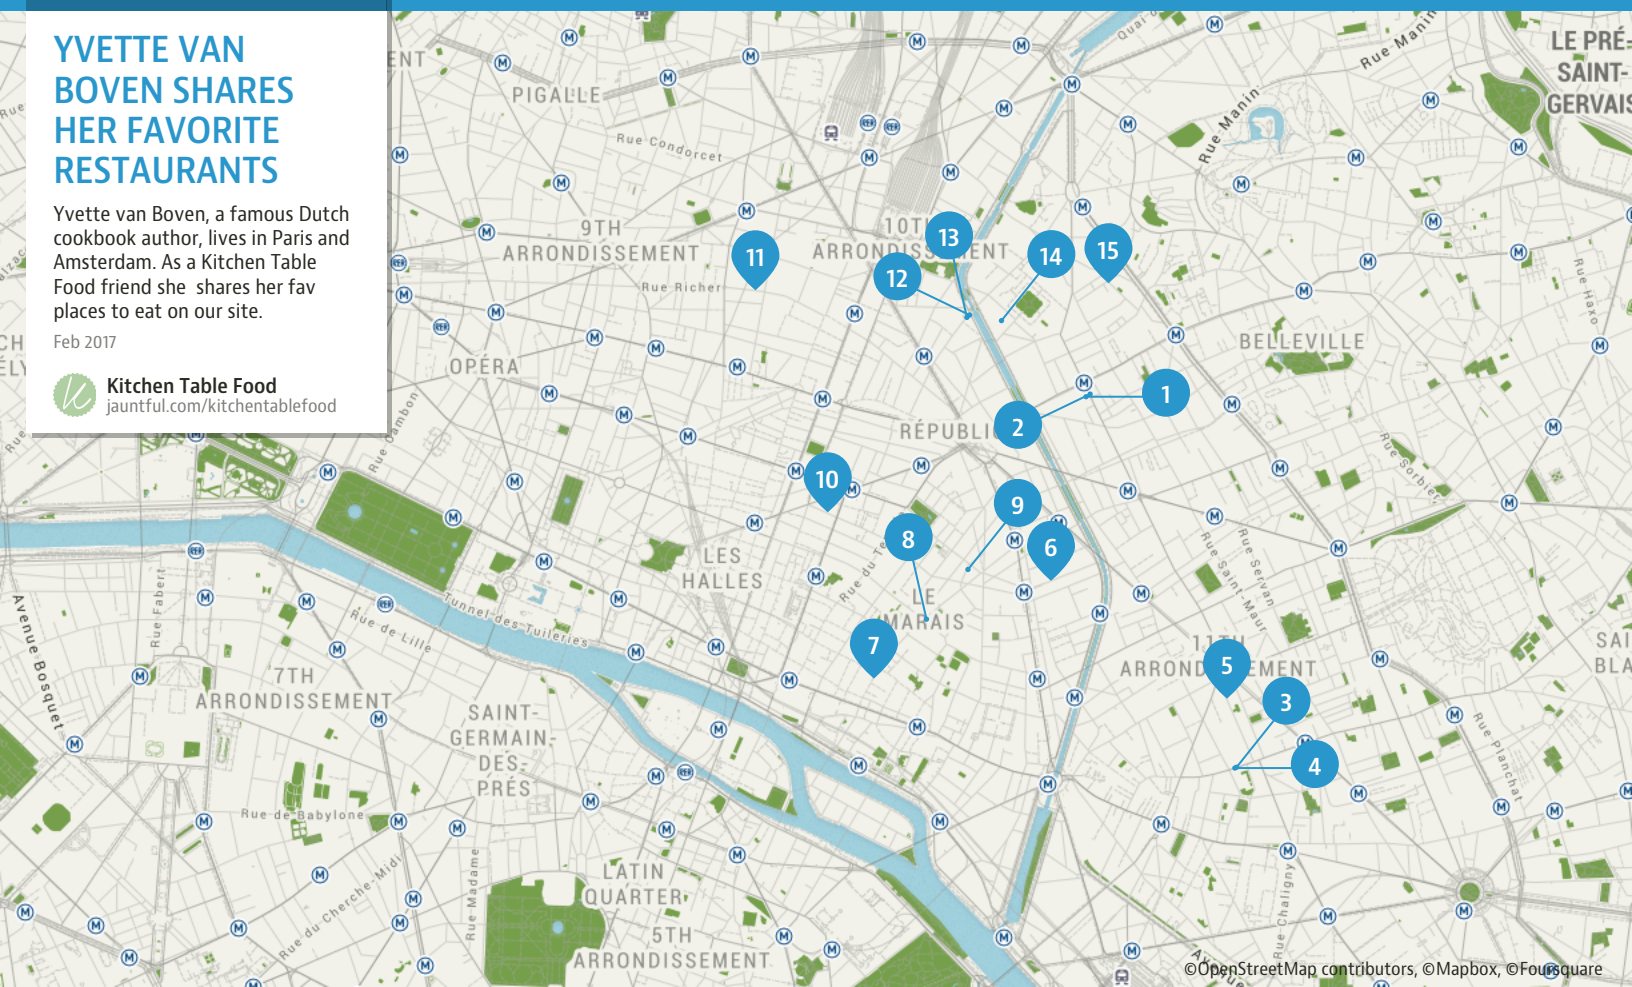 YVETTE VAN
BOVEN SHARES
HER FAVORITE
RESTAURANTS
Yvette van Boven, a famous Dutch
cookbook author, lives in Paris and
Amsterdam. As a Kitchen Table
Food friend she shares her fav
places to eat on our site.
Feb 2017
Kitchen Table Food
jauntful.com/kitchentablefood
PIGALLE
Rue Condorcet
9TH
ARRONDISSEMENT
Rue Richer
OPÉRA
Rue Cambon
Quai
Rue Manin
Rue Manin
LE PRÉ-
SAINT-
GERVAIS
Rue Haxo
BELLEVILLE
11
12
13
14
15
1
2
RÉPUBLI
10
9
8
6
LES
HALLES
Rue du Te
LE
MARAIS
7
Rue Sorbier
Rue Servan
Rue Saint-Maur
11TH
5
3
4
Rue Planchat
Avenue Bosquet
Rue Fabert
Tunnel des Tuileries
Rue de Lille
7TH
ARRONDISSEMENT
SAINT-
GERMAIN-
DES-
PRÉS
Rue de Babylone
Rue du Cherche-Midi
Rue Madame
LATIN
QUARTER
5TH
ARRONDISSEMENT
Rue Chaligny
©OpenStreetMap contributors, ©Mapbox, ©Foursquare